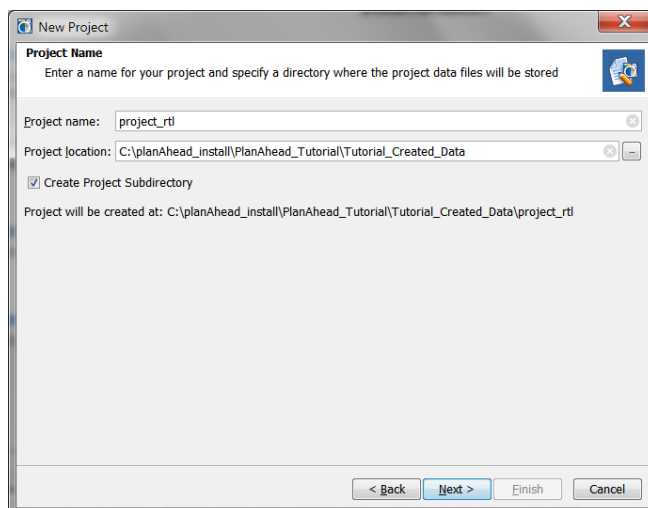 New Project
Project Name
Enter a name for your project and specify a directory where the project data files will be stored
Project name: project_rtl
Project location: C:\planAhead_install\PlanAhead_Tutorial\Tutorial_Created_Data
Create Project Subdirectory
Project will be created at: C:\planAhead_install\PlanAhead_Tutorial\Tutorial_Created_Data\project_rtl
< Back Next > Finish Cancel